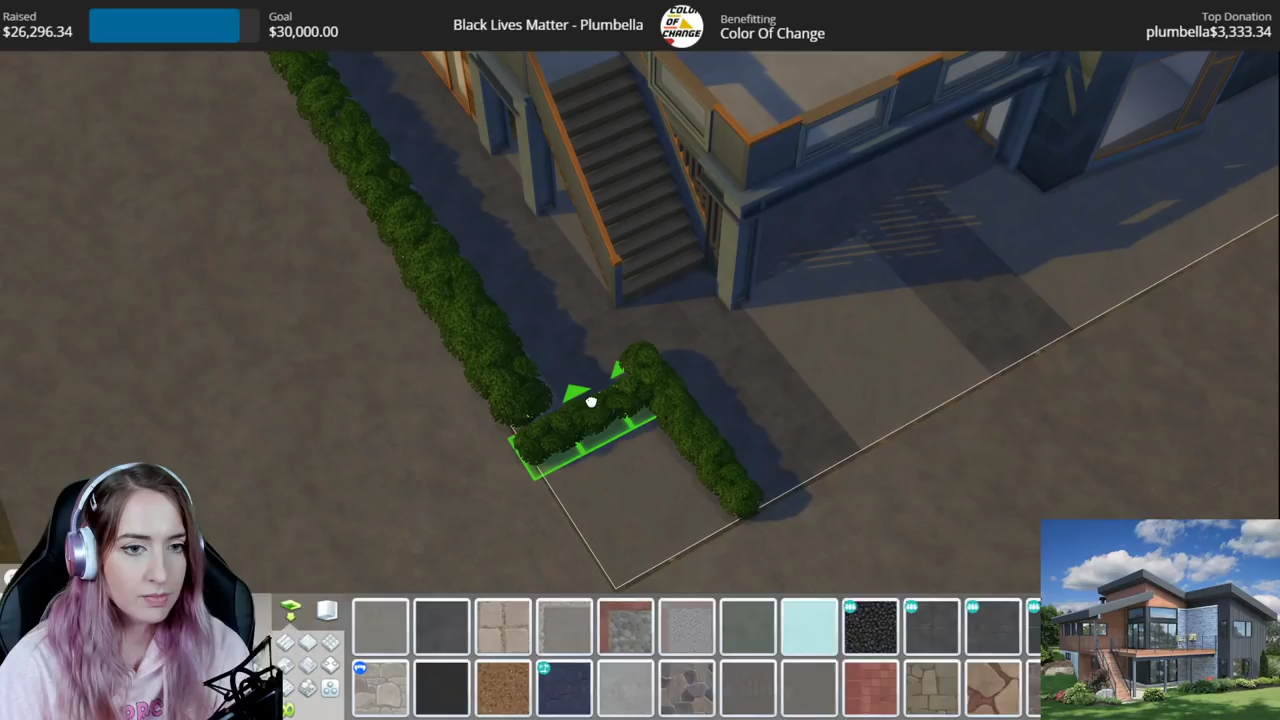 Raised
$26,296.34
Goal
$30,000.00
Black Lives Matter - Plumbella
COLOR
OF
CHANGE
Benefitting
Color Of Change
Top Donation
plumbella$3,333.34